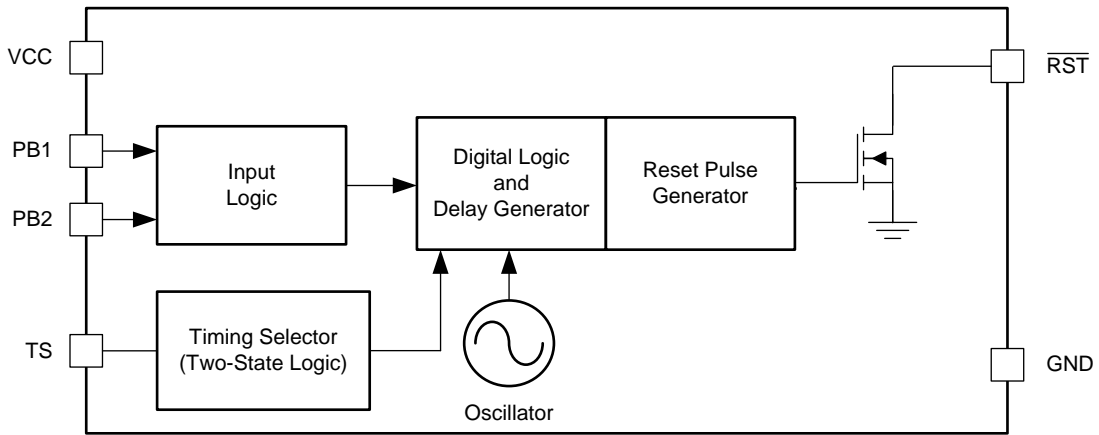 VCC
RST
PB1
PB2
Input
Logic
Digital Logic
and
Delay Generator
Reset Pulse
Generator
TS
Timing Selector
(Two-State Logic)
Oscillator
GND